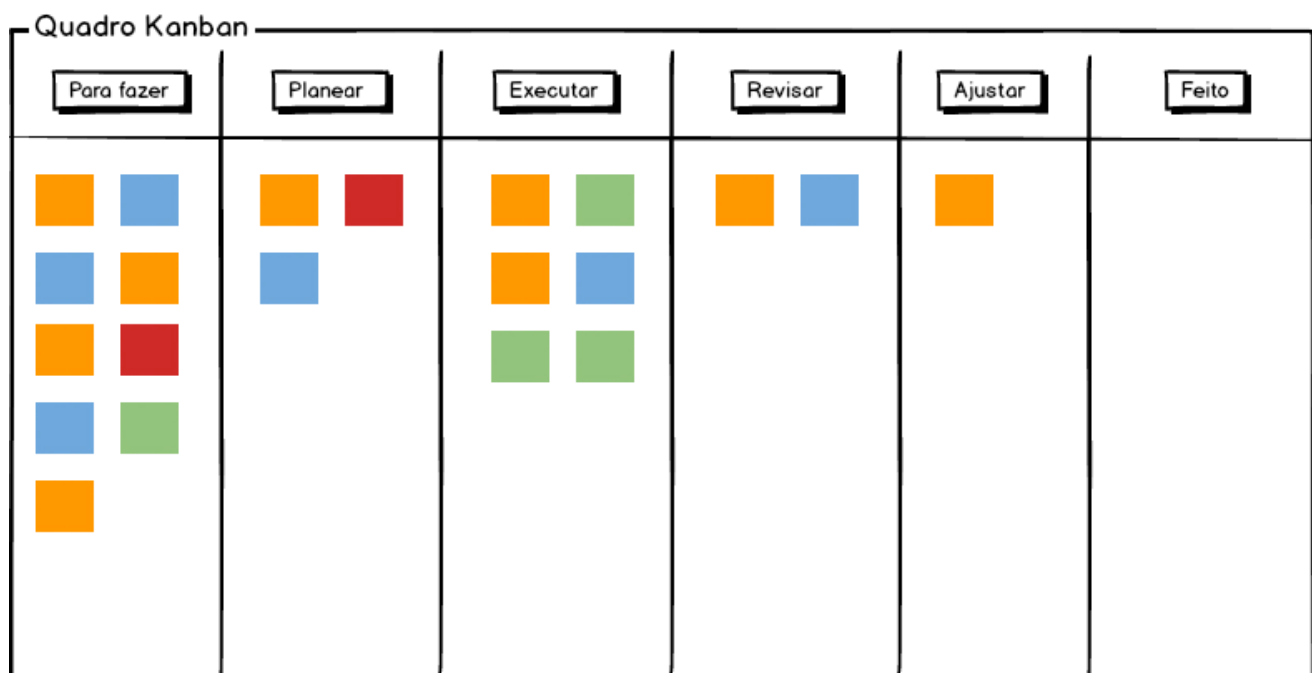 Quadro Kanban
Para fazer
Planear
Executar
Revisar
Ajustar
Feito